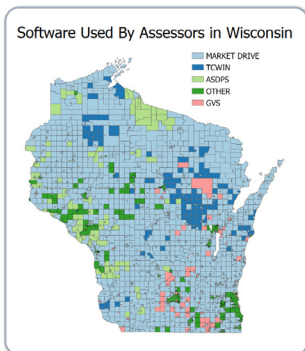 Software Used By Assessors in Wisconsin
MARKET DRIVE
TCWIN
ASDPS
OTHER
GVS